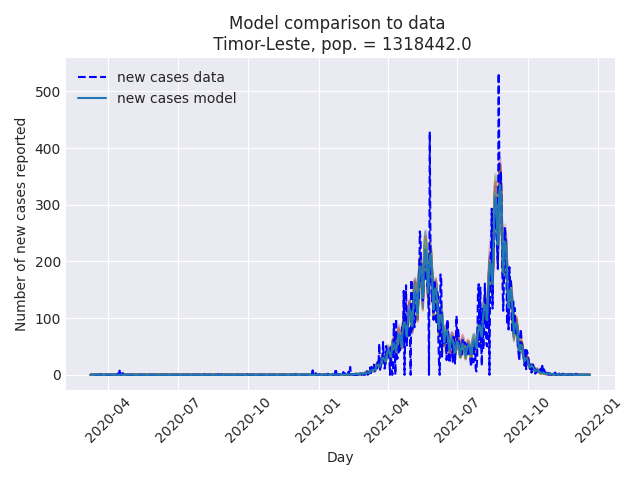 Model comparison to data
Timor-Leste, pop. = 1318442.0
new cases data
new cases model
Number of new cases reported
500
400
300
200
100
0
2020-04
2020-07
2020-10
2021-01
2021-04
2021-07
2021-10
2022-01
Day